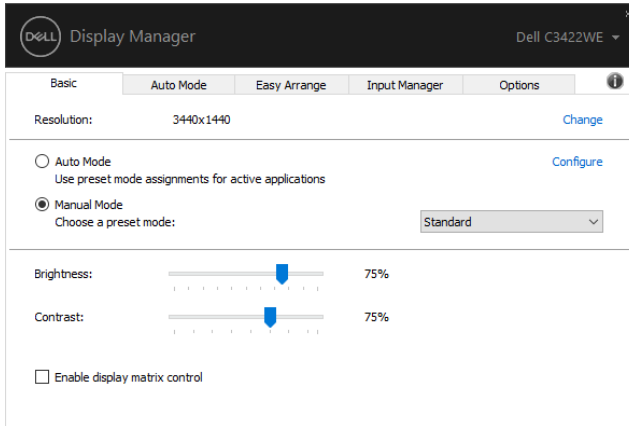 DELL Display Manager Dell C3422WE
Basic Auto Mode Easy Arrange Input Manager Options
Resolution: 3440x1440 Change
Auto Mode Configure
Use preset mode assignments for active applications
Manual Mode
Choose a preset mode: Standard
Brightness: 75%
Contrast: 75%
Enable display matrix control